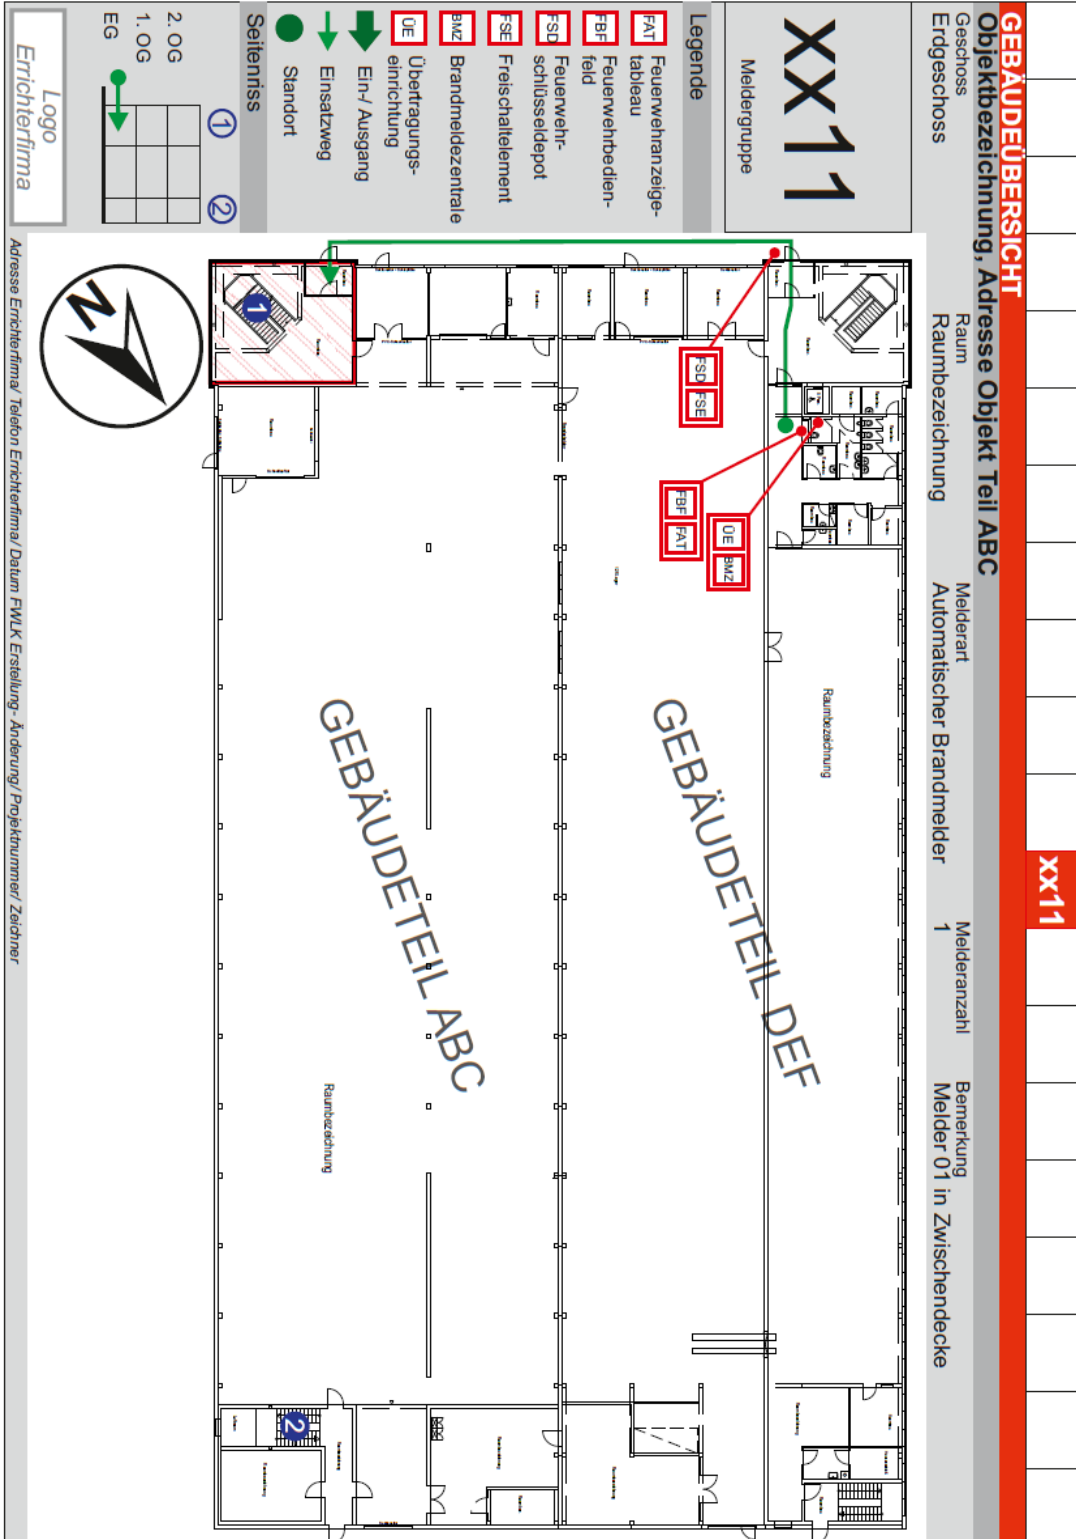 xx11
GEBÄUDEÜBERSICHT
Objektbezeichnung, Adresse Objekt Teil ABC
Geschoss
Erdgeschoss
Raum
Raumbezeichnung
Melderart
Automatischer Brandmelder
Melderanzahl
1
Bemerkung
Melder 01 in Zwischendecke
xx11
Meldergruppe
Legende
FAT Feuerwehranzeige-
tableau
FBF Feuerwehrbedien-
feld
FSD Feuerwehr-
schlüsseldepot
FSE Freischaltelement
BMZ Brandmeldezentrale
ÜE Übertragungs-
einrichtung
Ein-/ Ausgang
Einsatzweg
Standort
Seitenriss
1 2
2. OG
1. OG
EG
Logo
Errichterfirma
FSD FSE
FBF FAT
ÜE BMZ
Raumbezeichnung
GEBÄUDETEIL DEF
GEBÄUDETEIL ABC
Raumbezeichnung
1
2
N
Adresse Errichterfirma/ Telefon Errichterfirma/ Datum FWLK Erstellung- Änderung/ Projektnummer/ Zeichner